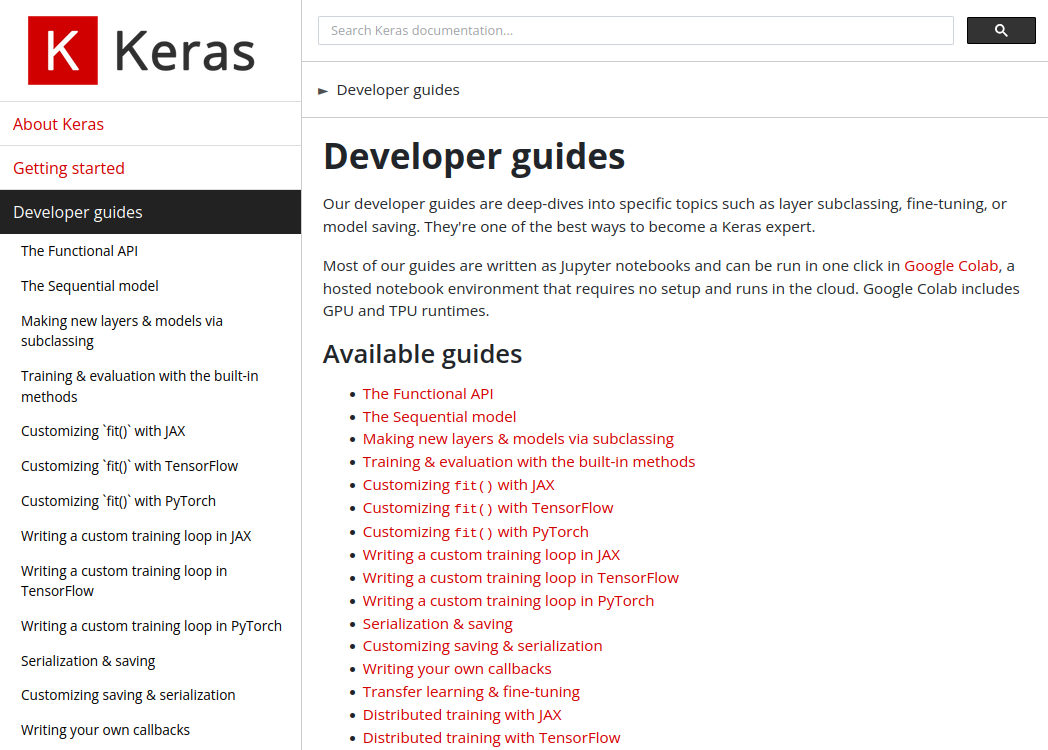 K Keras
About Keras
Getting started
Developer guides
The Functional API
The Sequential model
Making new layers & models via
subclassing
Training & evaluation with the built-in
methods
Customizing `fit()` with JAX
Customizing `fit()` with TensorFlow
Customizing `fit()` with PyTorch
Writing a custom training loop in JAX
Writing a custom training loop in
TensorFlow
Writing a custom training loop in PyTorch
Serialization & saving
Customizing saving & serialization
Writing your own callbacks
Search Keras documentation...
► Developer guides
Developer guides
Our developer guides are deep-dives into specific topics such as layer subclassing, fine-tuning, or
model saving. They're one of the best ways to become a Keras expert.
Most of our guides are written as Jupyter notebooks and can be run in one click in Google Colab, a
hosted notebook environment that requires no setup and runs in the cloud. Google Colab includes
GPU and TPU runtimes.
Available guides
• The Functional API
• The Sequential model
• Making new layers & models via subclassing
• Training & evaluation with the built-in methods
• Customizing fit() with JAX
• Customizing fit() with TensorFlow
• Customizing fit() with PyTorch
• Writing a custom training loop in JAX
• Writing a custom training loop in TensorFlow
• Writing a custom training loop in PyTorch
• Serialization & saving
• Customizing saving & serialization
• Writing your own callbacks
• Transfer learning & fine-tuning
• Distributed training with JAX
• Distributed training with TensorFlow